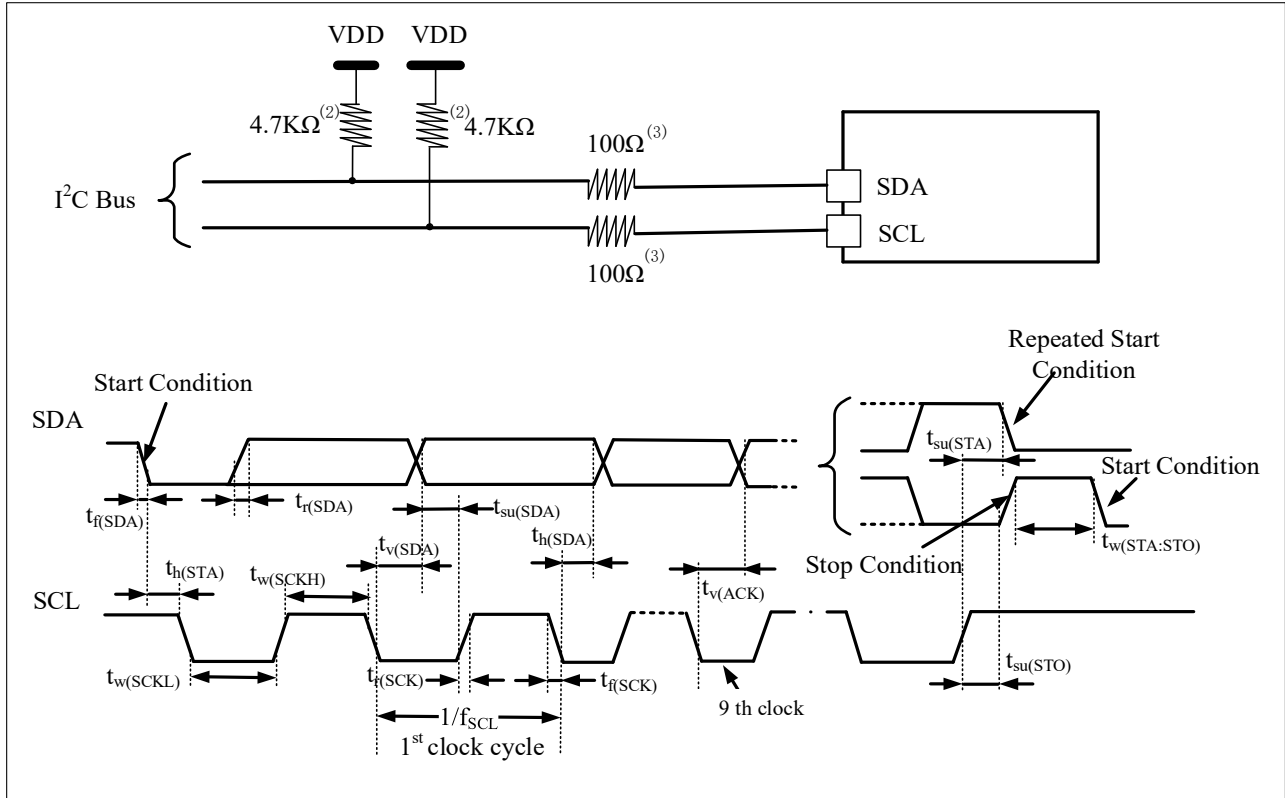 VDD VDD
4.7KΩ(2) (2)4.7KΩ
100Ω(3)
I2C Bus
SDA
SCL
100Ω(3)
Repeated Start
Condition
Start Condition
SDA
tsu(STA)
Start Condition
tf(SDA)
tr(SDA)
tsu(SDA)
tv(SDA)
th(SDA)
tw(STA:STO)
Stop Condition
th(STA)
tw(SCKH)
tv(ACK)
SCL
tw(SCKL)
tr(SCK)
tf(SCK)
tsu(STO)
9 th clock
1/fSCL
1st clock cycle